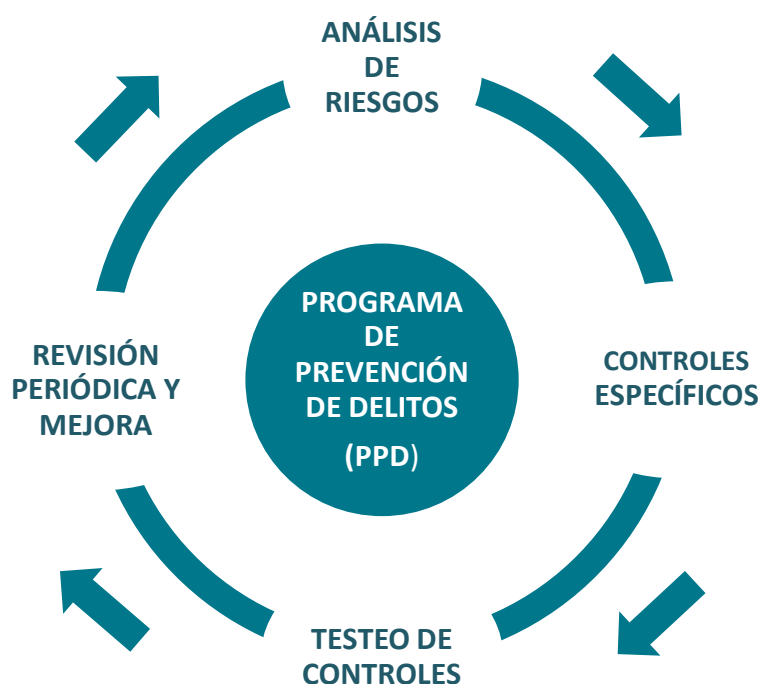 ANÁLISIS
DE
RIESGOS
PROGRAMA
DE
PREVENCIÓN
DE DELITOS
(PPD)
CONTROLES
ESPECÍFICOS
TESTEO DE
CONTROLES
REVISIÓN
PERIÓDICA Y
MEJORA